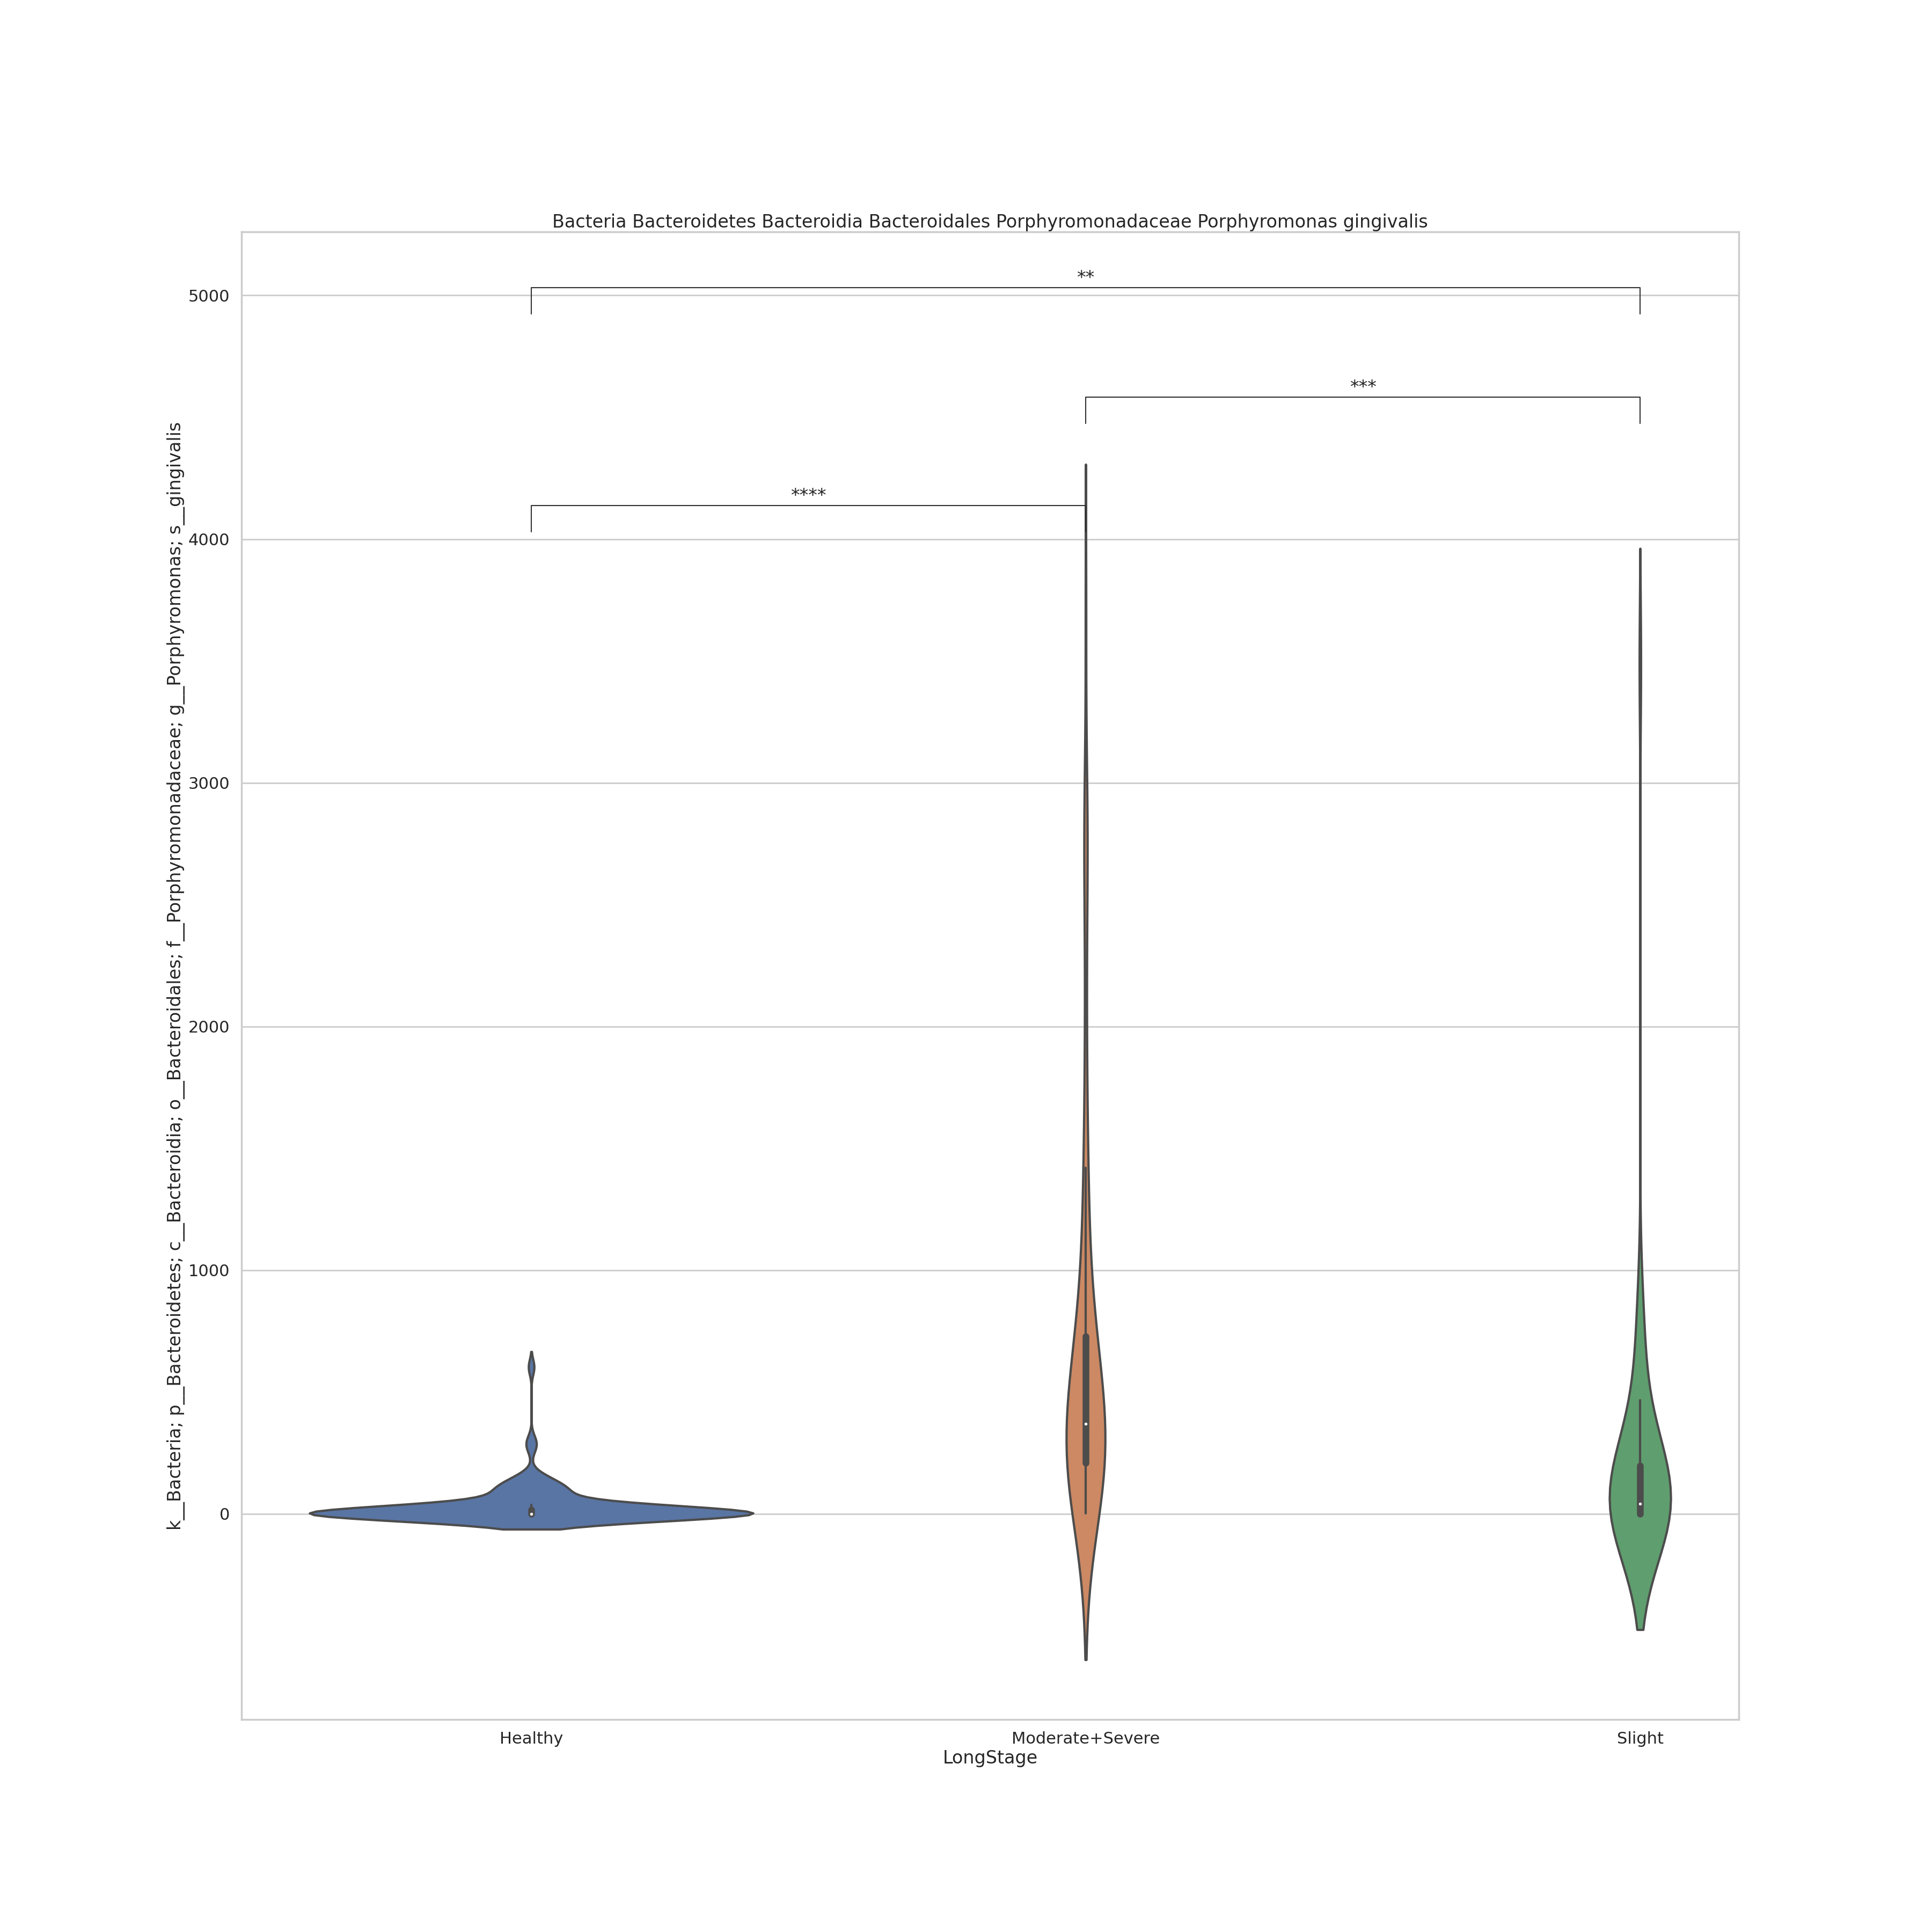 Bacteria Bacteroidetes Bacteroidia Bacteroidales Porphyromonadaceae Porphyromonas gingivalis
k__Bacteria; p__Bacteroidetes; c__Bacteroidia; o__Bacteroidales; f__Porphyromonadaceae; g__Porphyromonas; s__gingivalis
**
5000
***
****
4000
3000
2000
1000
0
Healthy
Moderate+Severe
Slight
LongStage